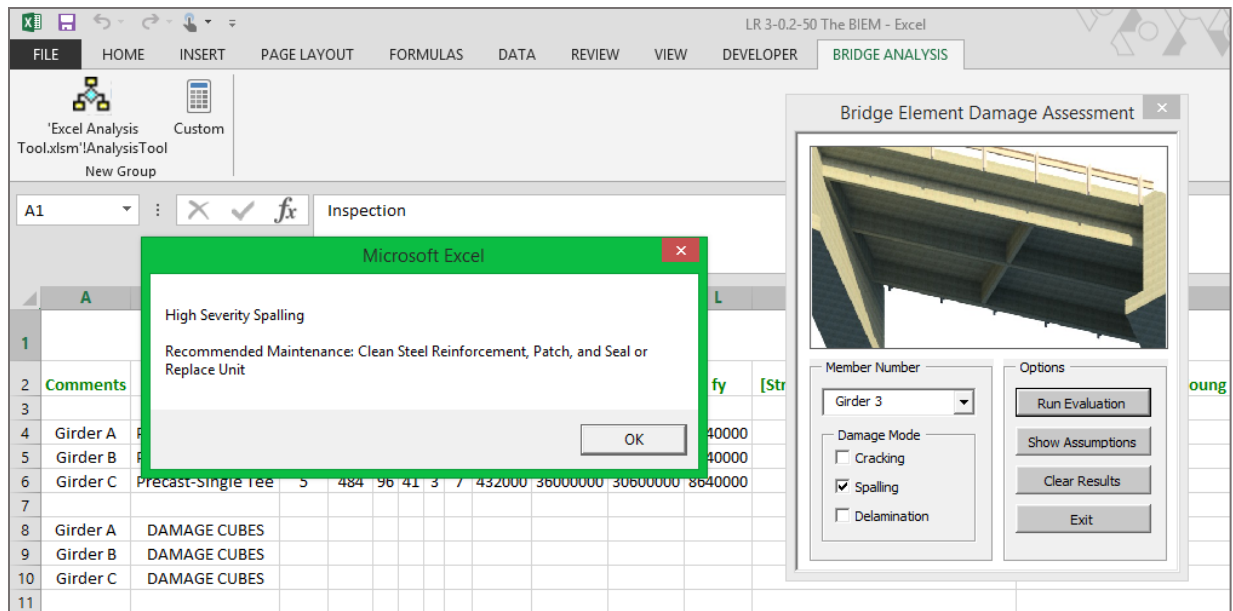 LR 3-0.2-50 The BIEM - Excel
FILE HOME INSERT PAGE LAYOUT FORMULAS DATA REVIEW VIEW DEVELOPER BRIDGE ANALYSIS
'Excel Analysis
Tool.xlsm'!AnalysisTool
Custom
New Group
A1 fx Inspection
Microsoft Excel
High Severity Spalling
Recommended Maintenance: Clean Steel Reinforcement, Patch, and Seal or
Replace Unit
OK
Bridge Element Damage Assessment
Member Number
Girder 3
Damage Mode
Cracking
Spalling
Delamination
Options
Run Evaluation
Show Assumptions
Clear Results
Exit
A L
1
2 Comments fy [Str oung
3
4 Girder A P 40000
5 Girder B P 40000
6 Girder C Precast-Single Tee 5 484 96 41 3 7 432000 36000000 30600000 8640000
7
8 Girder A DAMAGE CUBES
9 Girder B DAMAGE CUBES
10 Girder C DAMAGE CUBES
11